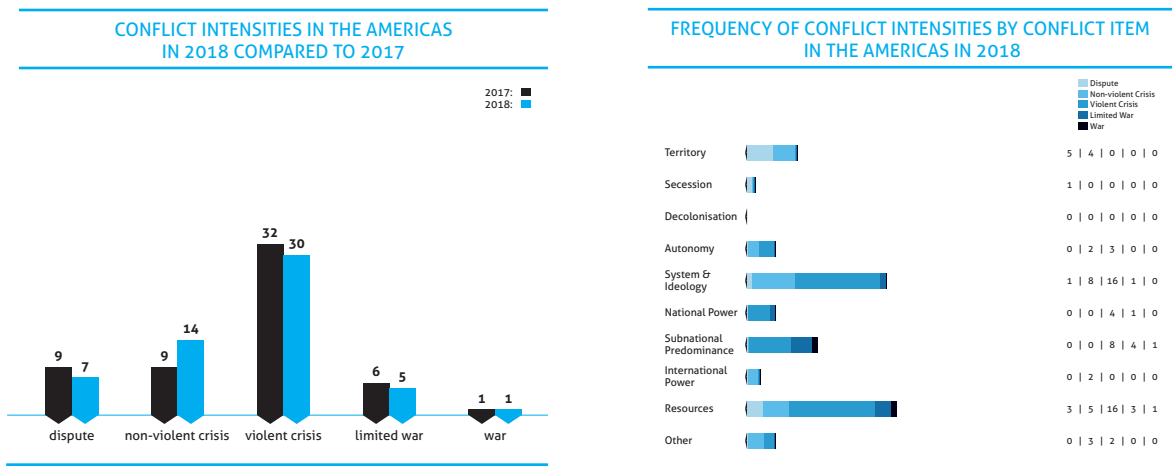 CONFLICT INTENSITIES IN THE AMERICAS
IN 2018 COMPARED TO 2017
2017:
2018:
32
30
14
9
7
9
6
5
1
1
dispute
non-violent crisis
violent crisis
limited war
war
FREQUENCY OF CONFLICT INTENSITIES BY CONFLICT ITEM
IN THE AMERICAS IN 2018
Dispute
Non-violent Crisis
Violent Crisis
Limited War
War
Territory 5 | 4 | 0 | 0 | 0
Secession 1 | 0 | 0 | 0 | 0
Decolonisation 0 | 0 | 0 | 0 | 0
Autonomy 0 | 2 | 3 | 0 | 0
System &
Ideology 1 | 8 | 16 | 1 | 0
National Power 0 | 0 | 4 | 1 | 0
Subnational
Predominance 0 | 0 | 8 | 4 | 1
International
Power 0 | 2 | 0 | 0 | 0
Resources 3 | 5 | 16 | 3 | 1
Other 0 | 3 | 2 | 0 | 0